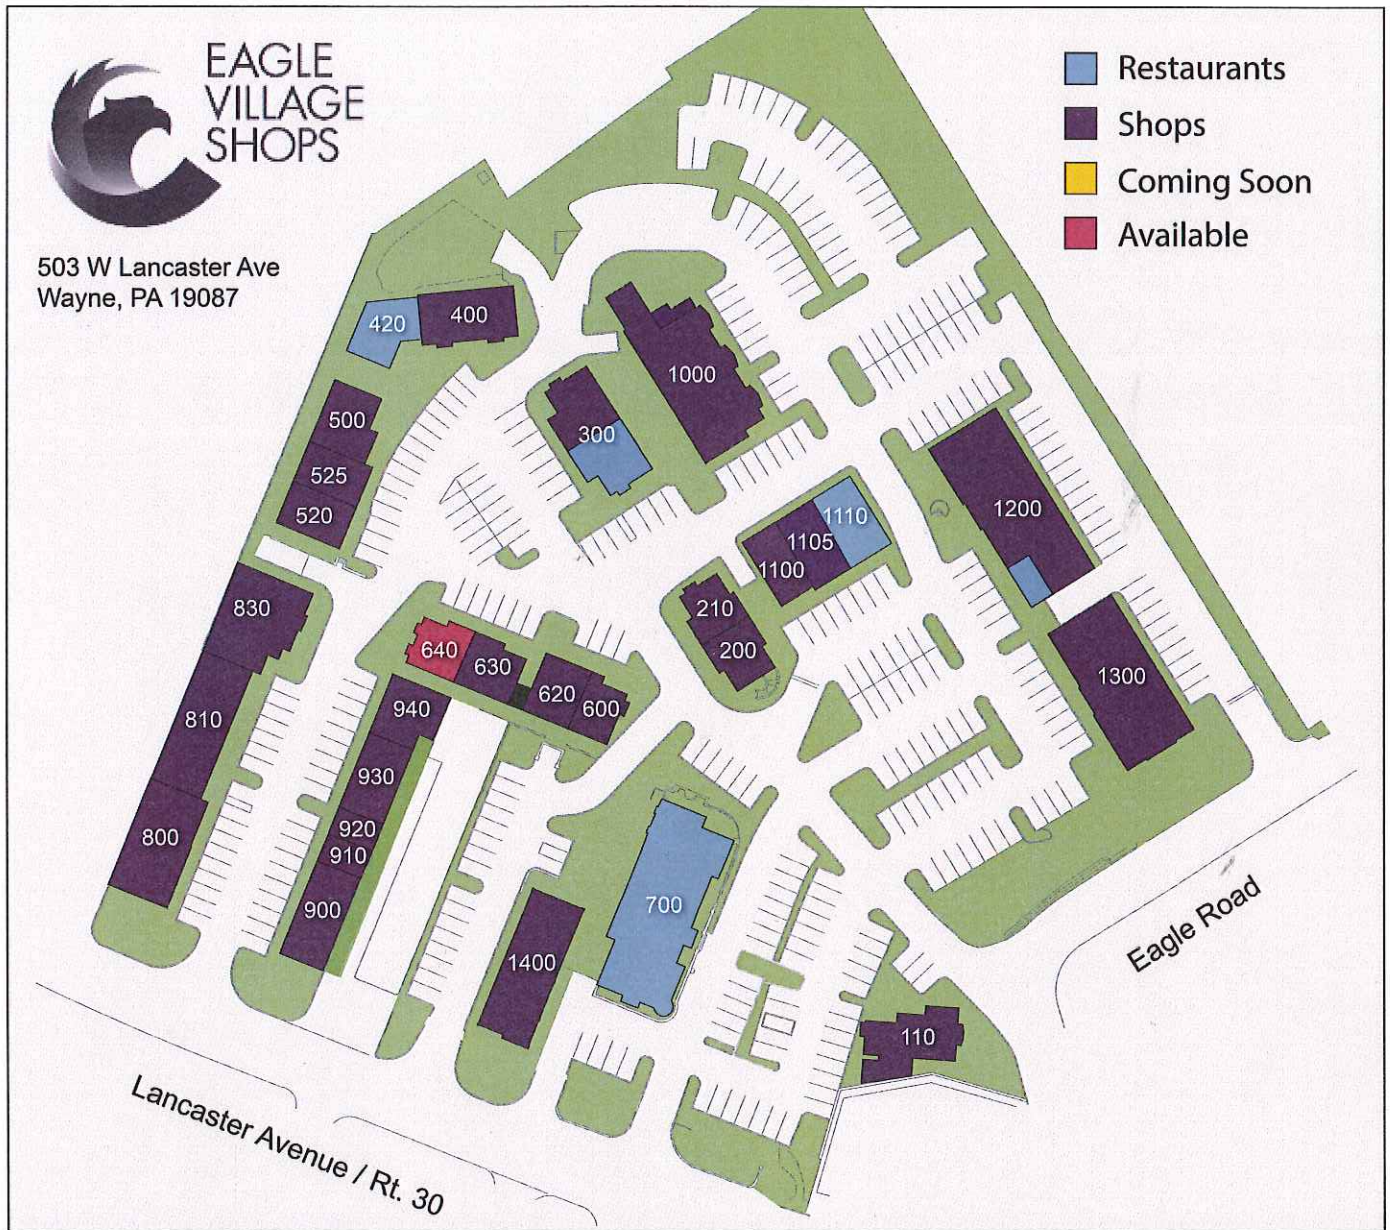 EAGLE
VILLAGE
SHOPS
503 W Lancaster Ave
Wayne, PA 19087
Restaurants
Shops
Coming Soon
Available
420
400
1000
300
500
525
520
1200
1110
1105
1100
210
200
830
640
630
620
600
1300
810
940
930
920
910
800
900
700
1400
110
Eagle Road
Lancaster Avenue / Rt. 30